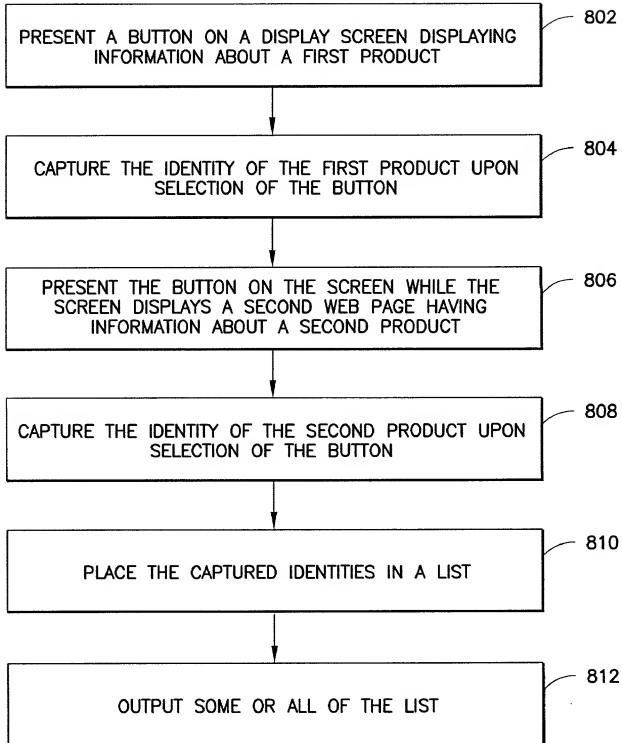 802
PRESENT A BUTTON ON A DISPLAY SCREEN DISPLAYING
INFORMATION ABOUT A FIRST PRODUCT
804
CAPTURE THE IDENTITY OF THE FIRST PRODUCT UPON
SELECTION OF THE BUTTON
806
PRESENT THE BUTTON ON THE SCREEN WHILE THE
SCREEN DISPLAYS A SECOND WEB PAGE HAVING
INFORMATION ABOUT A SECOND PRODUCT
808
CAPTURE THE IDENTITY OF THE SECOND PRODUCT UPON
SELECTION OF THE BUTTON
810
PLACE THE CAPTURED IDENTITIES IN A LIST
812
OUTPUT SOME OR ALL OF THE LIST